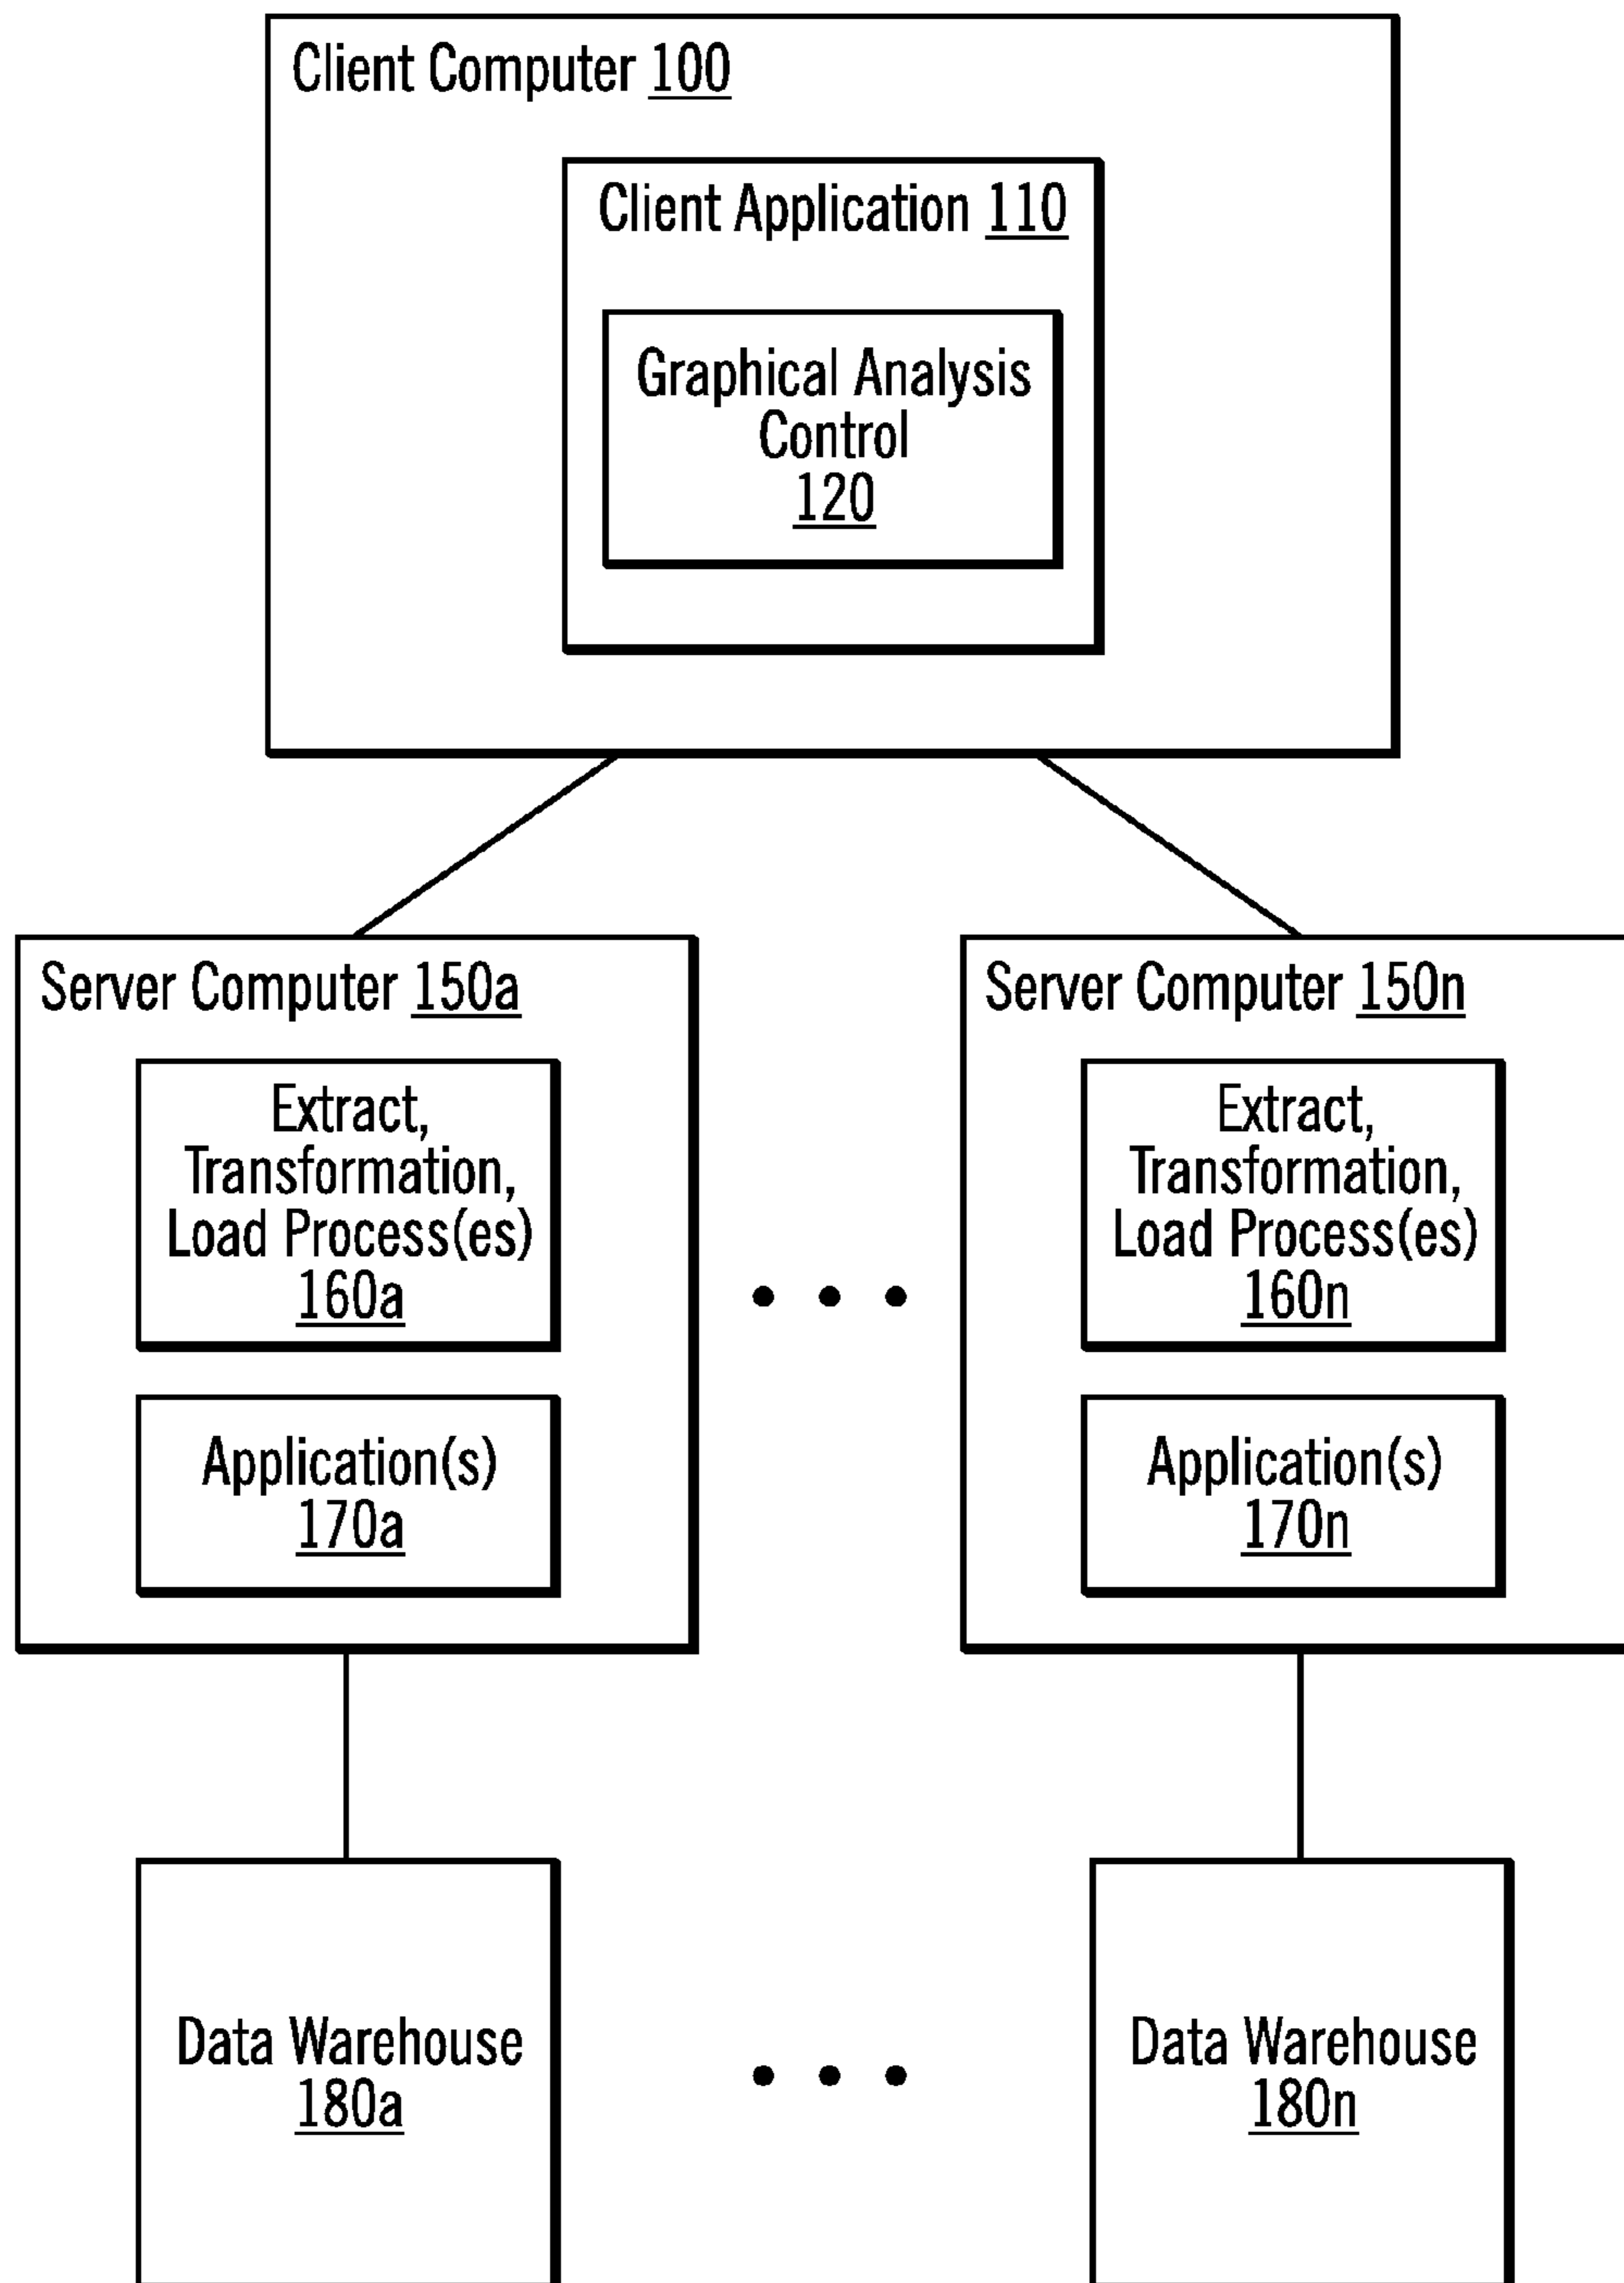 Client Computer 100
Client Application 110
Graphical Analysis
Control
120
Server Computer 150a
Extract,
Transformation,
Load Process(es)
160a
Application(s)
170a
Server Computer 150n
Extract,
Transformation,
Load Process(es)
160n
Application(s)
170n
Data Warehouse
180a
Data Warehouse
180n